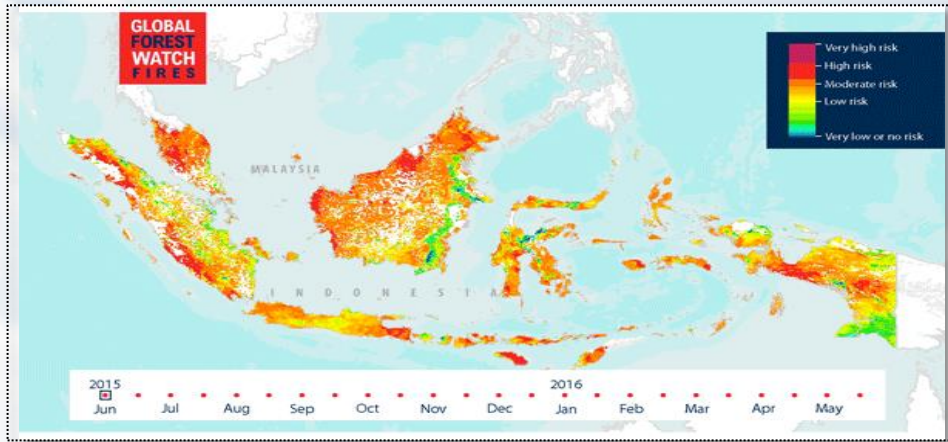 GLOBAL
FOREST
WATCH
FIRES
Very high risk
High risk
Moderate risk
Low risk
Very low or no risk
MALAYSIA
INDONESIA
2015
2016
Jun Jul Aug Sep Oct Nov Dec Jan Feb Mar Apr May